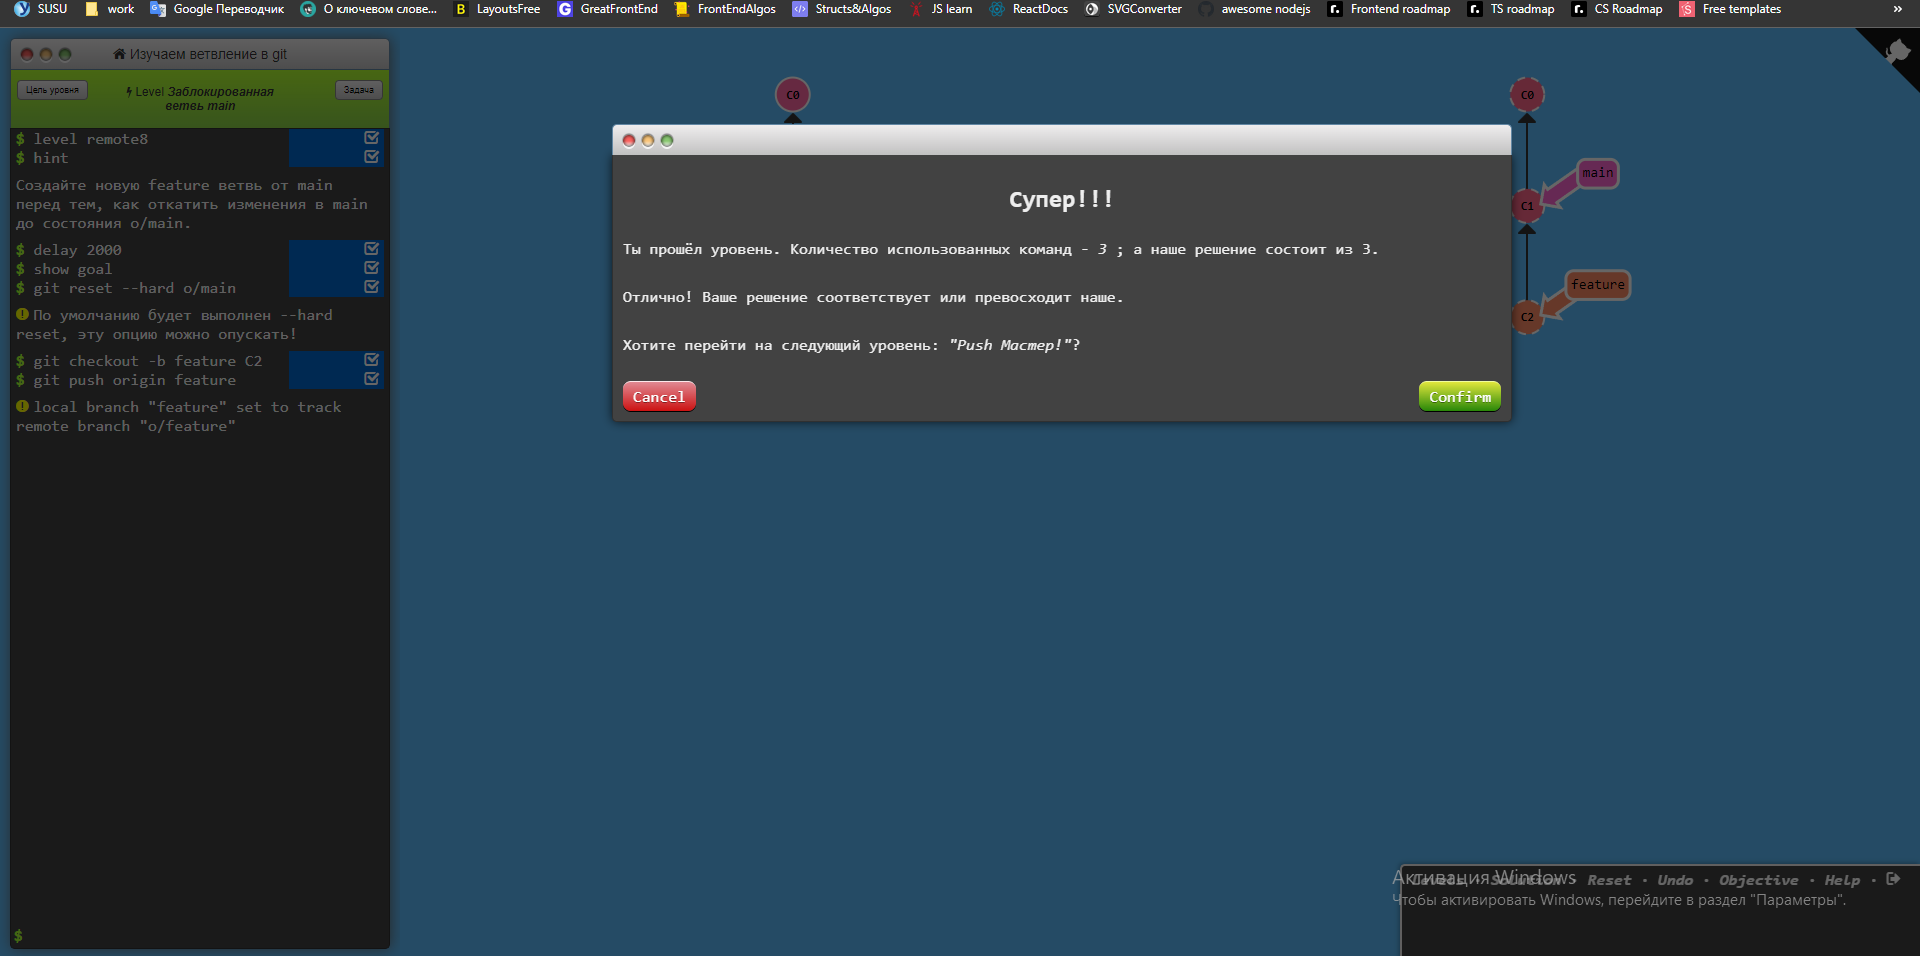 SUSU work Google Переводчик О ключевом слове... LayoutsFree GreatFrontEnd FrontEndAlgos Structs&Algos JS learn ReactDocs SVGConverter awesome nodejs Frontend roadmap TS roadmap CS Roadmap Free templates »
Изучаем ветвление в git
Цель уровня
Level Заблокированная
ветвь main
Задача
$ level remote8
$ hint
Создайте новую feature ветвь от main
перед тем, как откатить изменения в main
до состояния o/main.
$ delay 2000
$ show goal
$ git reset --hard o/main
По умолчанию будет выполнен --hard
reset, эту опцию можно опускать!
$ git checkout -b feature C2
$ git push origin feature
local branch "feature" set to track
remote branch "o/feature"
$
C0
Супер!!!
Ты прошёл уровень. Количество использованных команд - 3 ; а наше решение состоит из 3.
Отлично! Ваше решение соответствует или превосходит наше.
Хотите перейти на следующий уровень: "Push Мастер!"?
Cancel
Confirm
C0
main
C1
feature
C2
Levels · Solution · Reset · Undo · Objective · Help ·
Активация Windows
Чтобы активировать Windows, перейдите в раздел "Параметры".